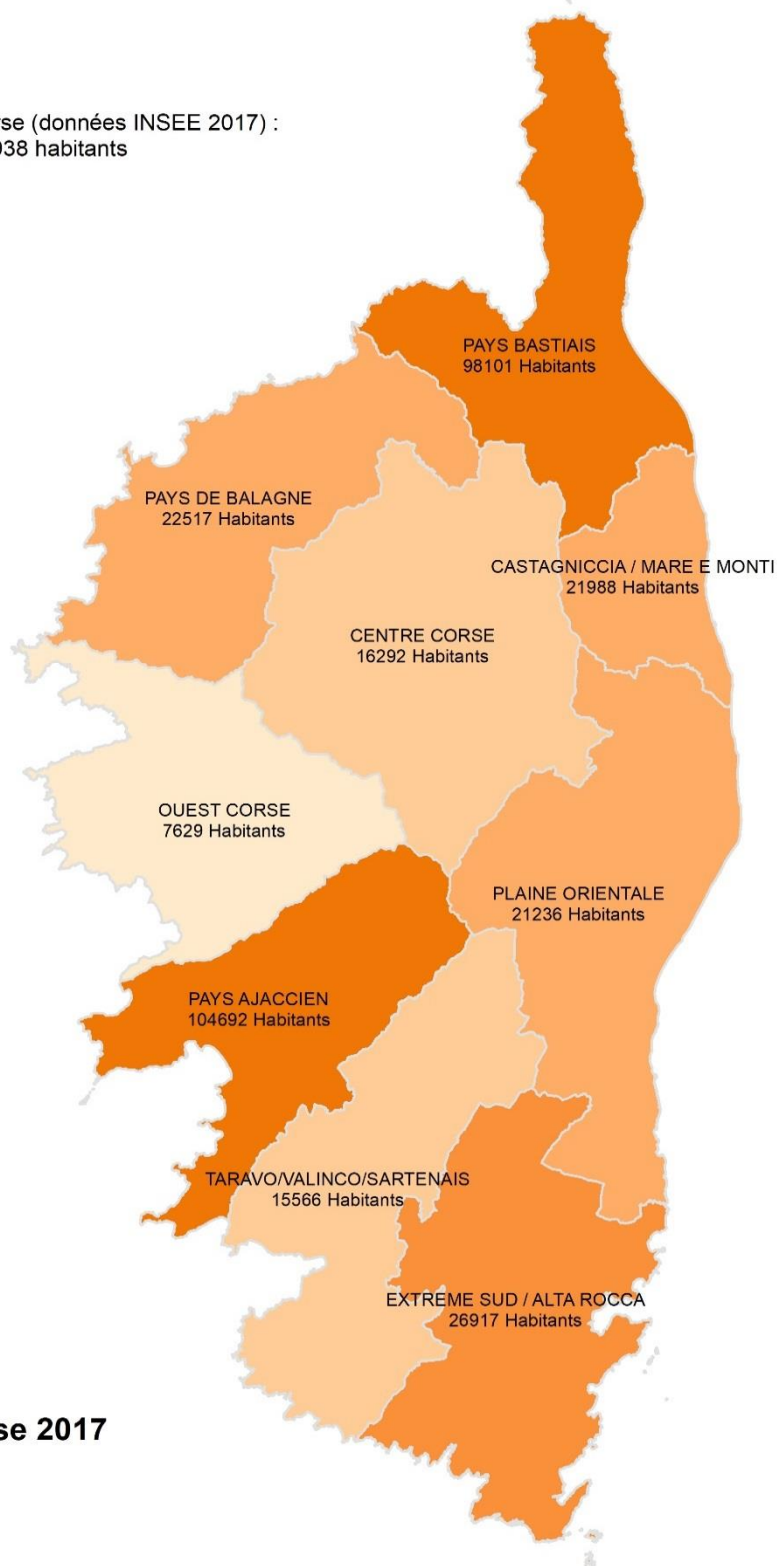 rse (données INSEE 2017) :
938 habitants
PAYS BASTIAIS
98101 Habitants
PAYS DE BALAGNE
22517 Habitants
CASTAGNICCIA / MARE E MONTI
21988 Habitants
CENTRE CORSE
16292 Habitants
OUEST CORSE
7629 Habitants
PLAINE ORIENTALE
21236 Habitants
PAYS AJACCIEN
104692 Habitants
TARAVO/VALINCO/SARTENAIS
15566 Habitants
EXTREME SUD / ALTA ROCCA
26917 Habitants
se 2017